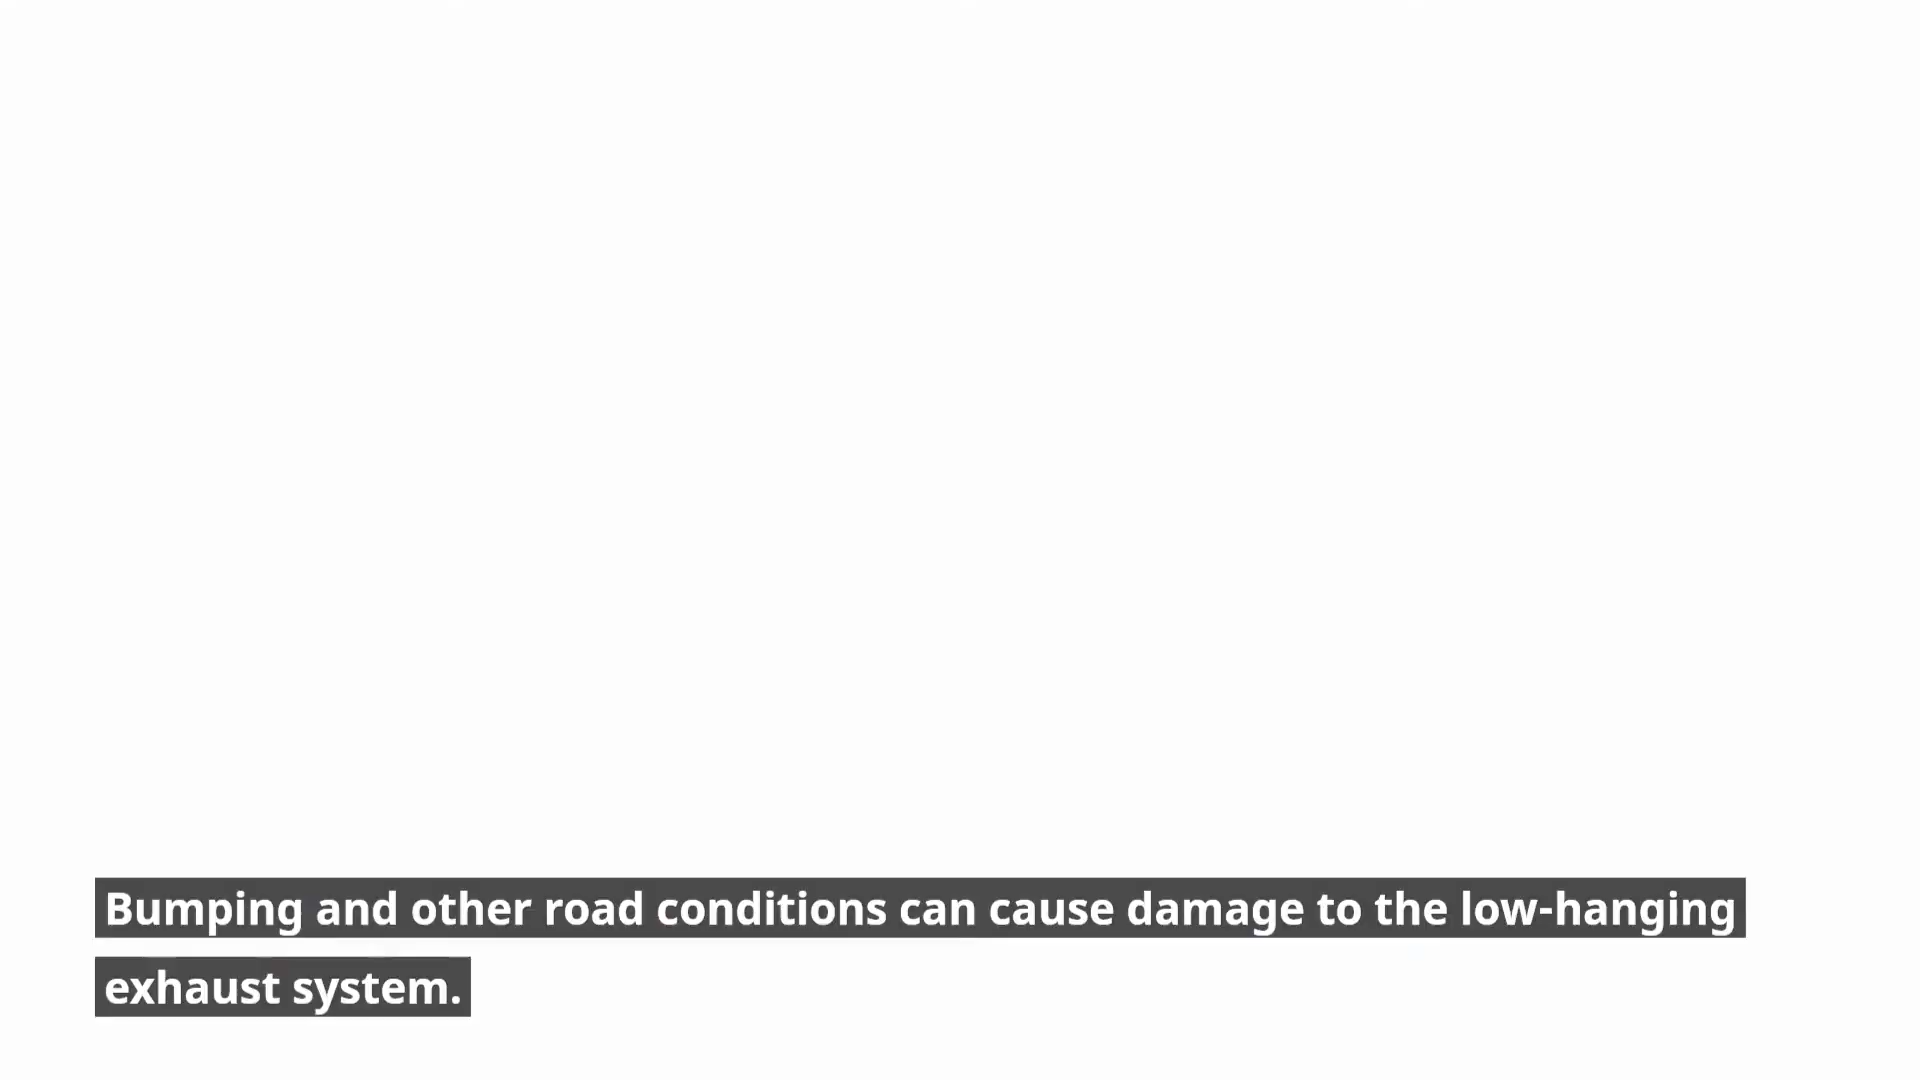 Bumping and other road conditions can cause damage to the low-hanging
exhaust system.